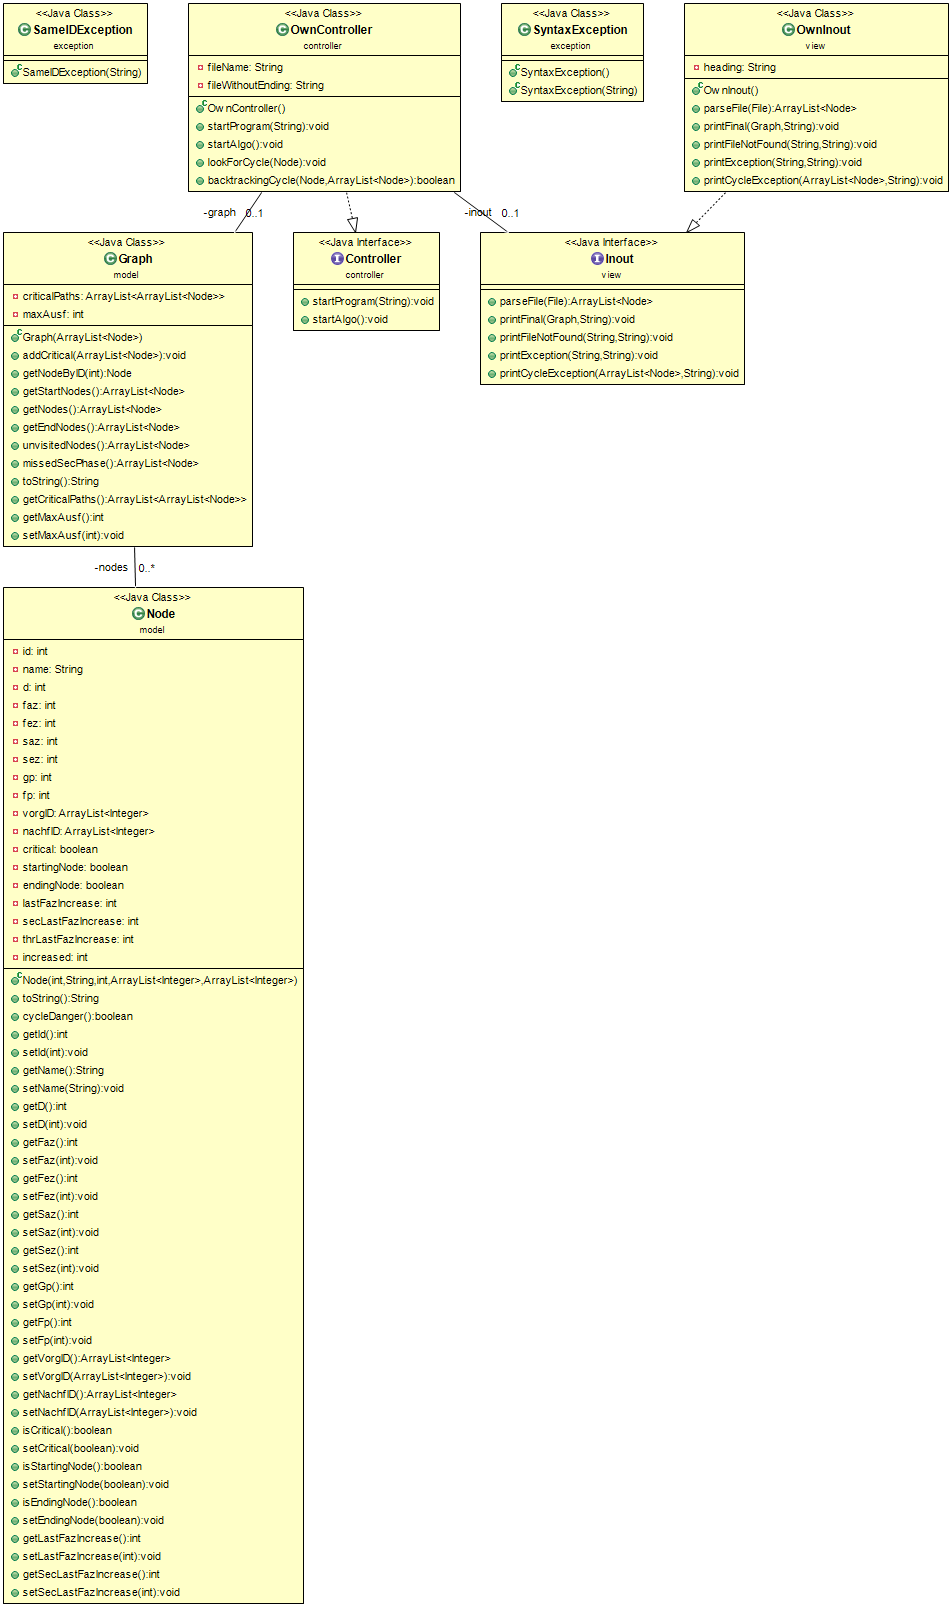 <<Java Class>>
SameIDException
exception
SameIDException(String)
<<Java Class>>
OwnController
controller
fileName: String
fileWithoutEnding: String
OwnController()
startProgram(String):void
startAlgo():void
lookForCycle(Node):void
backtrackingCycle(Node,ArrayList<Node>):boolean
<<Java Class>>
SyntaxException
exception
SyntaxException()
SyntaxException(String)
<<Java Class>>
OwnInout
view
heading: String
OwnInout()
parseFile(File):ArrayList<Node>
printFinal(Graph,String):void
printFileNotFound(String,String):void
printException(String,String):void
printCycleException(ArrayList<Node>,String):void
-graph 0..1
-inout 0..1
<<Java Class>>
Graph
model
criticalPaths: ArrayList<ArrayList<Node>>
maxAusf: int
Graph(ArrayList<Node>)
addCritical(ArrayList<Node>):void
getNodeByID(int):Node
getStartNodes():ArrayList<Node>
getNodes():ArrayList<Node>
getEndNodes():ArrayList<Node>
unvisitedNodes():ArrayList<Node>
missedSecPhase():ArrayList<Node>
toString():String
getCriticalPaths():ArrayList<ArrayList<Node>>
getMaxAusf():int
setMaxAusf(int):void
<<Java Interface>>
Controller
controller
startProgram(String):void
startAlgo():void
<<Java Interface>>
Inout
view
parseFile(File):ArrayList<Node>
printFinal(Graph,String):void
printFileNotFound(String,String):void
printException(String,String):void
printCycleException(ArrayList<Node>,String):void
-nodes 0..*
<<Java Class>>
Node
model
id: int
name: String
d: int
faz: int
fez: int
saz: int
sez: int
gp: int
fp: int
vorgID: ArrayList<Integer>
nachfID: ArrayList<Integer>
critical: boolean
startingNode: boolean
endingNode: boolean
lastFazIncrease: int
secLastFazIncrease: int
thrLastFazIncrease: int
increased: int
Node(int,String,int,ArrayList<Integer>,ArrayList<Integer>)
toString():String
cycleDanger():boolean
getId():int
setId(int):void
getName():String
setName(String):void
getD():int
setD(int):void
getFaz():int
setFaz(int):void
getFez():int
setFez(int):void
getSaz():int
setSaz(int):void
getSez():int
setSez(int):void
getGp():int
setGp(int):void
getFp():int
setFp(int):void
getVorgID():ArrayList<Integer>
setVorgID(ArrayList<Integer>):void
getNachfID():ArrayList<Integer>
setNachfID(ArrayList<Integer>):void
isCritical():boolean
setCritical(boolean):void
isStartingNode():boolean
setStartingNode(boolean):void
isEndingNode():boolean
setEndingNode(boolean):void
getLastFazIncrease():int
setLastFazIncrease(int):void
getSecLastFazIncrease():int
setSecLastFazIncrease(int):void